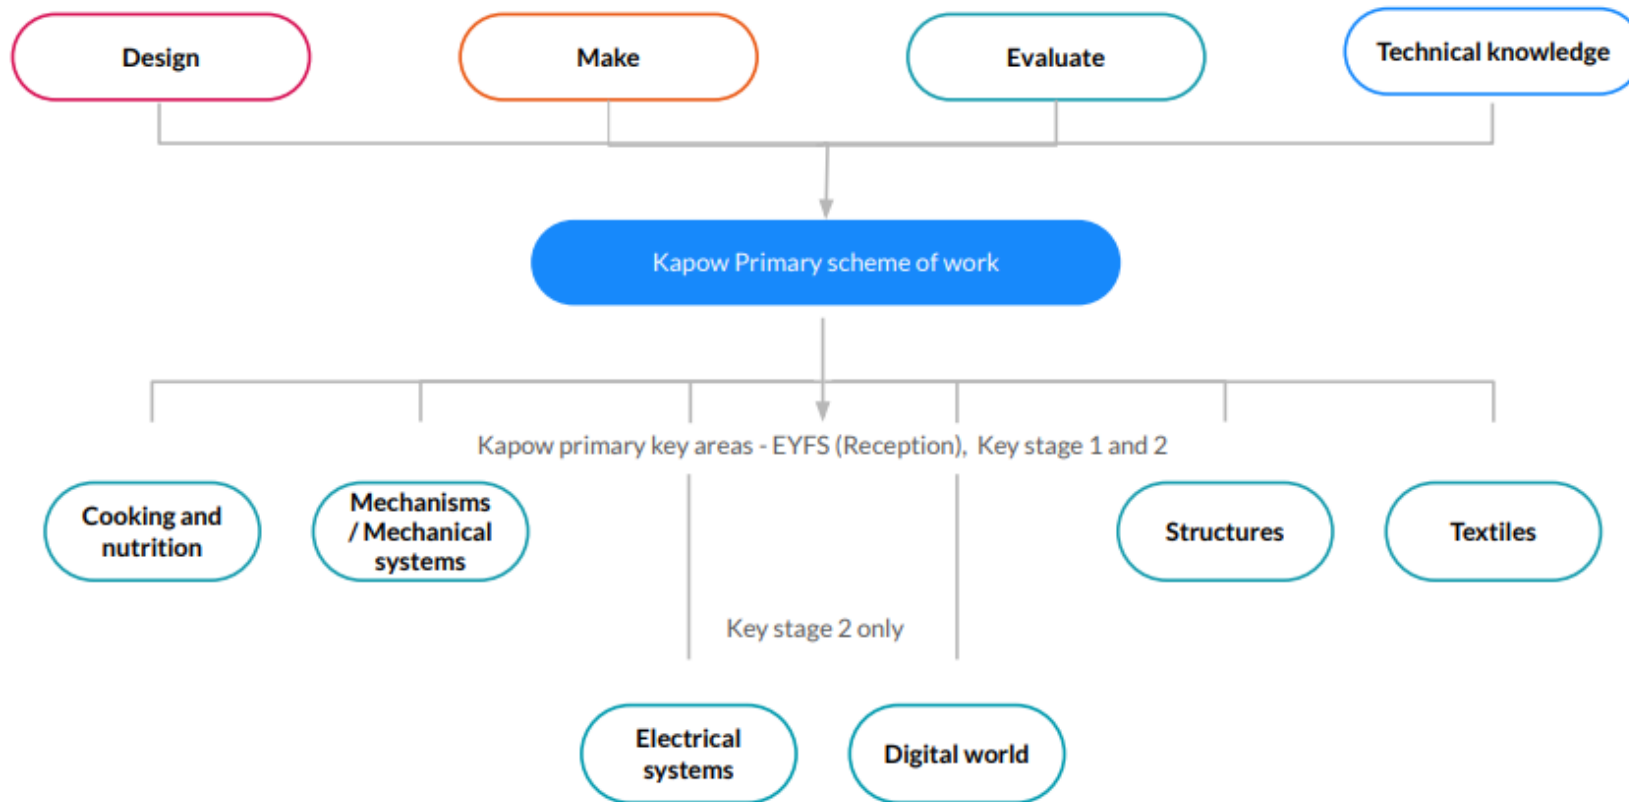 Design
Make
Evaluate
Technical knowledge
Kapow Primary scheme of work
Kapow primary key areas - EYFS (Reception), Key stage 1 and 2
Cooking and
nutrition
Mechanisms
/ Mechanical
systems
Structures
Textiles
Key stage 2 only
Electrical
systems
Digital world